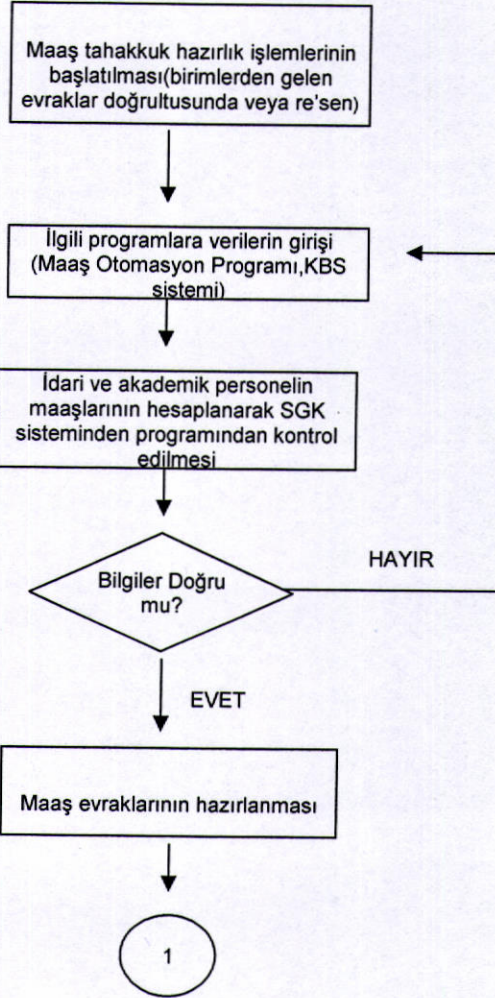 Maaş tahakkuk hazırlık işlemlerinin
başlatılması(birimlerden gelen
evraklar doğrultusunda veya re'sen)
İlgili programlara verilerin girişi
(Maaş Otomasyon Programı,KBS
sistemi)
İdari ve akademik personelin
maaşlarının hesaplanarak SGK
sisteminden programından kontrol
edilmesi
Bilgiler Doğru
mu?
HAYIR
EVET
Maaş evraklarının hazırlanması
1